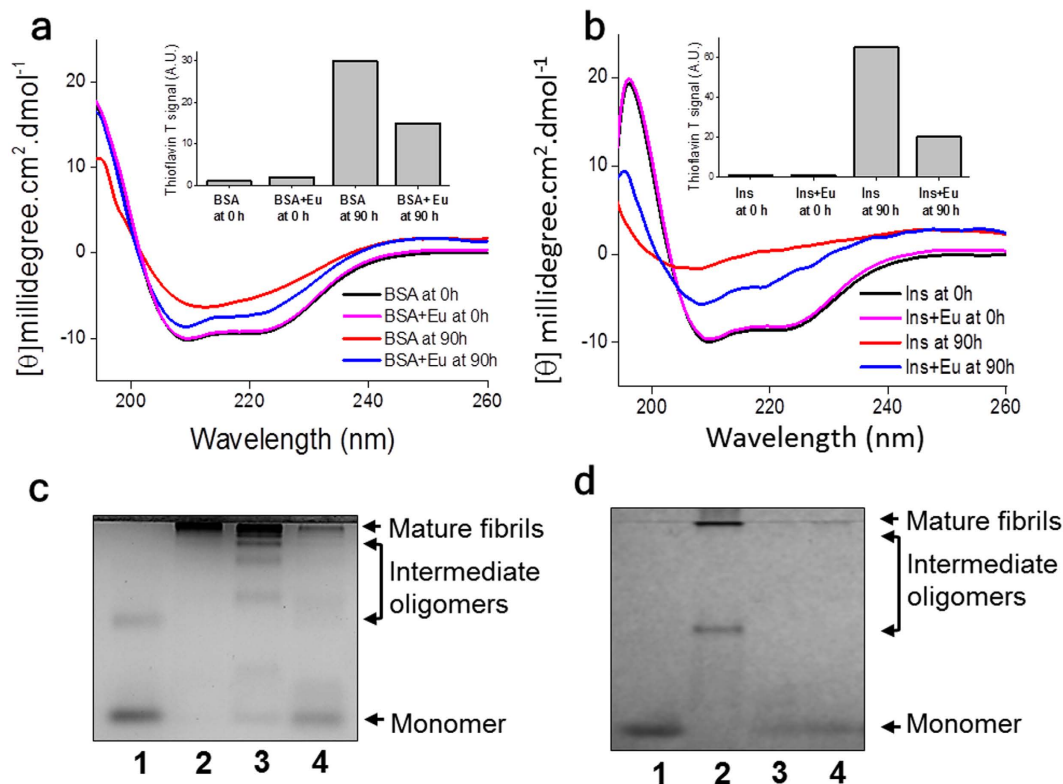 a
[θ]millidegree.cm².dmol⁻¹
20
10
0
-10
Thioflavin T signal (A.U.)
30
15
0
BSA at 0 h
BSA+Eu at 0 h
BSA at 90 h
BSA+ Eu at 90 h
BSA at 0h
BSA+Eu at 0h
BSA at 90h
BSA+Eu at 90h
200
220
240
260
Wavelength (nm)
b
[θ] millidegree.cm².dmol⁻¹
20
10
0
-10
Thioflavin T signal (A.U.)
60
40
20
0
Ins at 0 h
Ins+Eu at 0 h
Ins at 90 h
Ins+Eu at 90 h
Ins at 0h
Ins+Eu at 0h
Ins at 90h
Ins+Eu at 90h
200
220
240
260
Wavelength (nm)
c
Mature fibrils
Intermediate
oligomers
Monomer
1 2 3 4
d
Mature fibrils
Intermediate
oligomers
Monomer
1 2 3 4